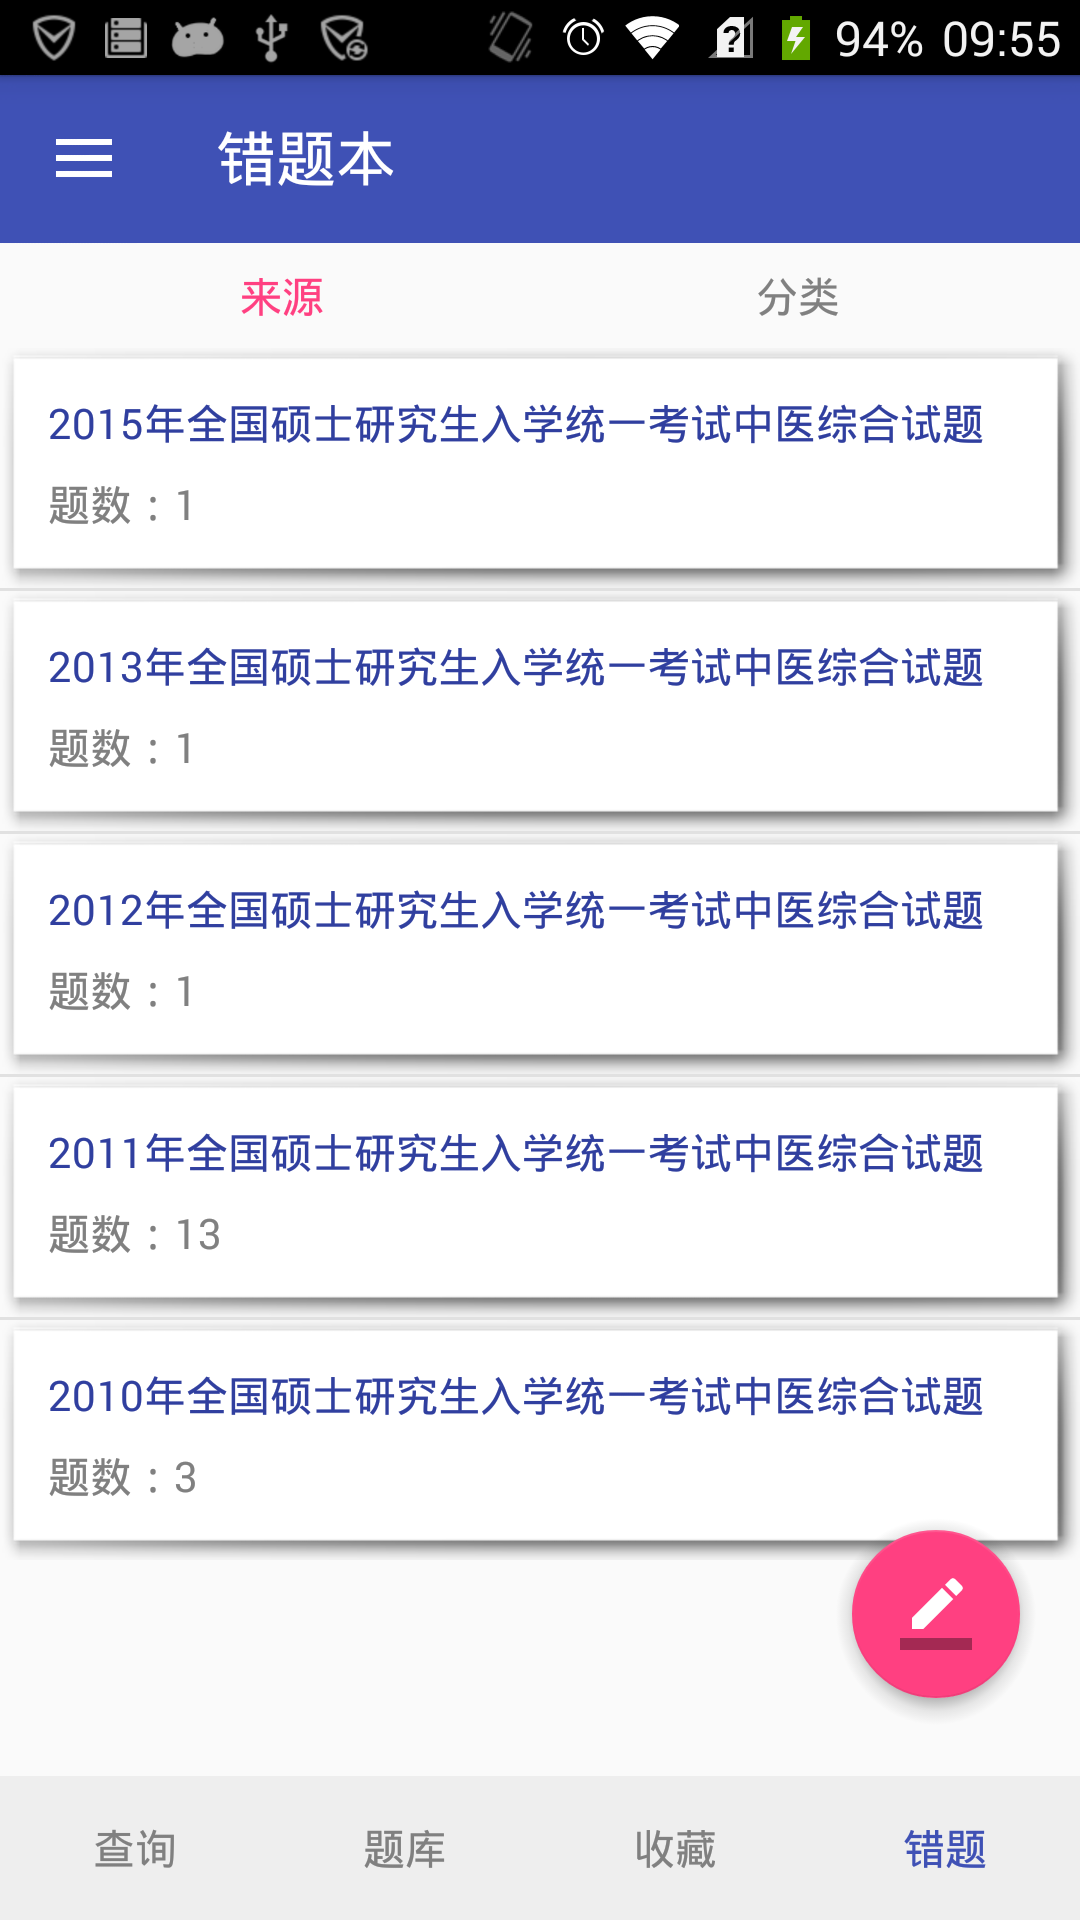 94% 09:55
错题本
来源 分类
2015年全国硕士研究生入学统一考试中医综合试题
题数：1
2013年全国硕士研究生入学统一考试中医综合试题
题数：1
2012年全国硕士研究生入学统一考试中医综合试题
题数：1
2011年全国硕士研究生入学统一考试中医综合试题
题数：13
2010年全国硕士研究生入学统一考试中医综合试题
题数：3
查询 题库 收藏 错题